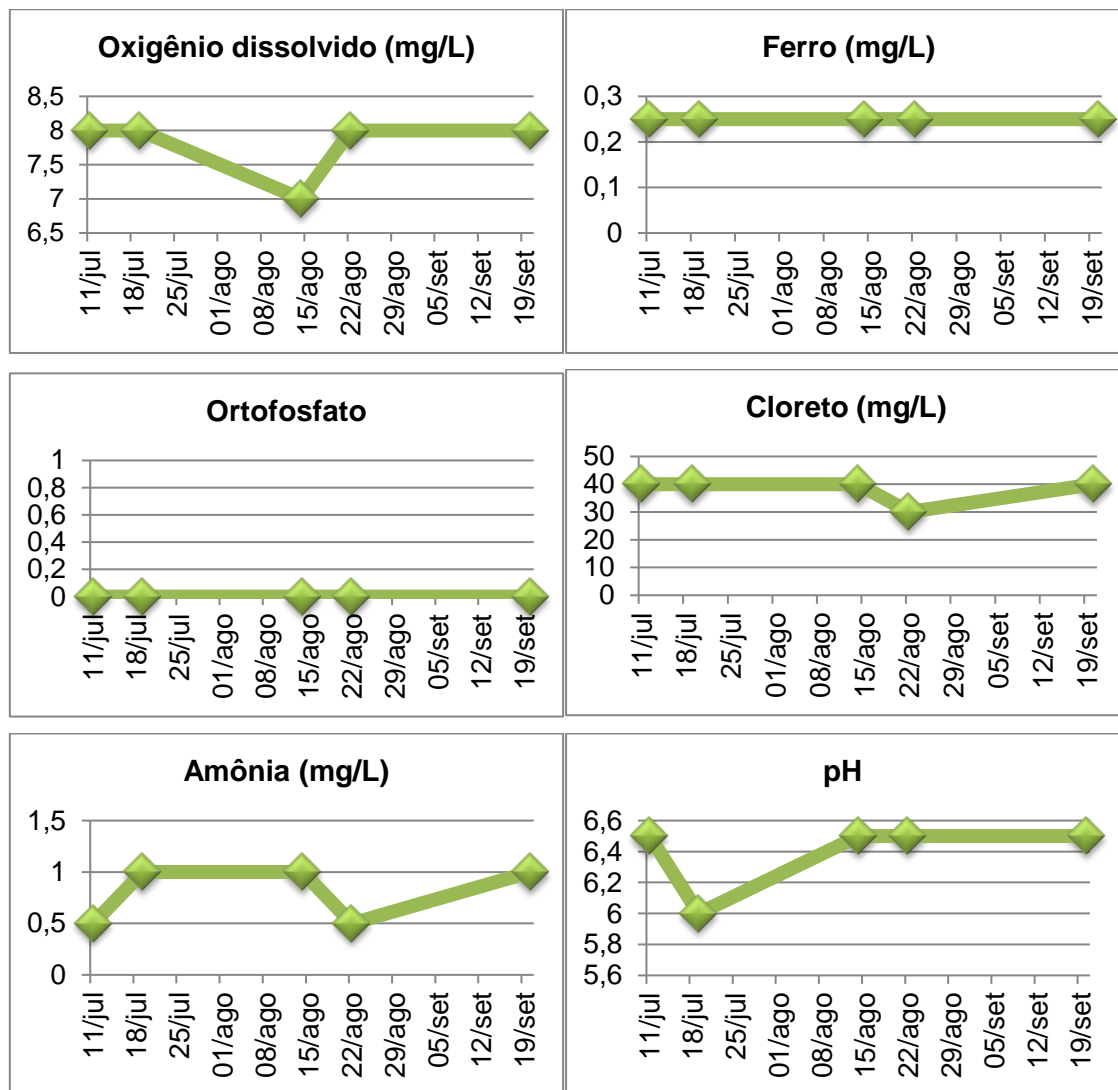 Oxigênio dissolvido (mg/L)
8,5
8
7,5
7
6,5
11/jul
18/jul
25/jul
01/ago
08/ago
15/ago
22/ago
29/ago
05/set
12/set
19/set
Ferro (mg/L)
0,3
0,2
0,1
0
11/jul
18/jul
25/jul
01/ago
08/ago
15/ago
22/ago
29/ago
05/set
12/set
19/set
Ortofosfato
1
0,8
0,6
0,4
0,2
0
11/jul
18/jul
25/jul
01/ago
08/ago
15/ago
22/ago
29/ago
05/set
12/set
19/set
Cloreto (mg/L)
50
40
30
20
10
0
11/jul
18/jul
25/jul
01/ago
08/ago
15/ago
22/ago
29/ago
05/set
12/set
19/set
Amônia (mg/L)
1,5
1
0,5
0
11/jul
18/jul
25/jul
01/ago
08/ago
15/ago
22/ago
29/ago
05/set
12/set
19/set
pH
6,6
6,4
6,2
6
5,8
5,6
11/jul
18/jul
25/jul
01/ago
08/ago
15/ago
22/ago
29/ago
05/set
12/set
19/set